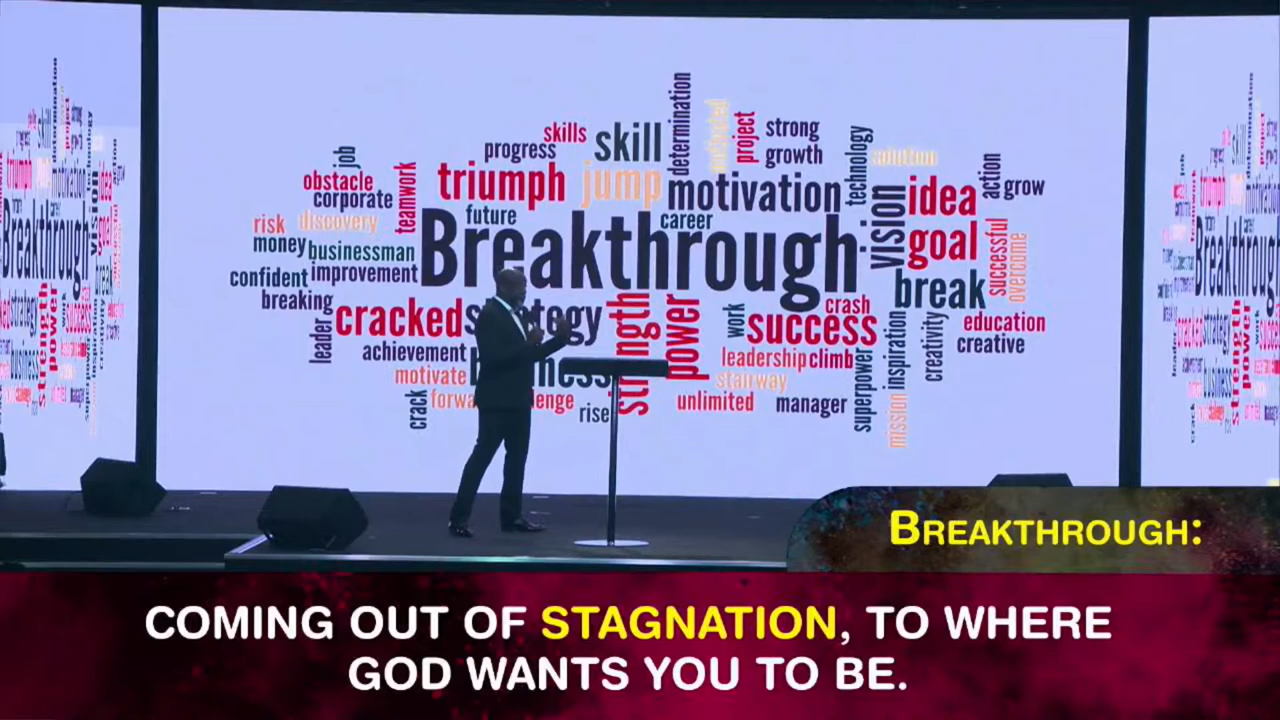 determination
skills
skill
motivated
project
strong
progress
growth
technology
solution
job
obstacle
corporate
teamwork
triumph
jump
motivation
vision
idea
action
grow
risk
discovery
future
career
goal
successful
overcome
money
businessman
Breakthrough
confident
improvement
break
breaking
leader
cracked
strength
power
work
crash
success
inspiration
creativity
education
creative
achievement
leadership
climb
motivate
stairway
superpower
crack
rise
unlimited
manager
mission
BREAKTHROUGH:
COMING OUT OF STAGNATION, TO WHERE
GOD WANTS YOU TO BE.